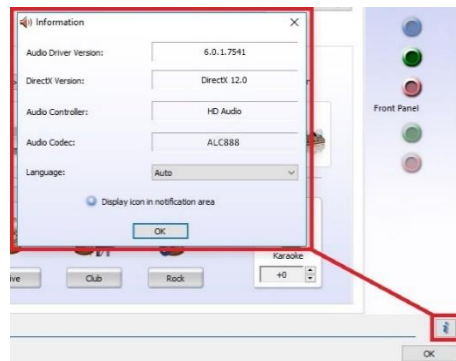 Information
Audio Driver Version: 6.0.1.7541
DirectX Version: DirectX 12.0
Audio Controller: HD Audio
Audio Codec: ALC888
Language: Auto
Display icon in notification area
OK
Front Panel
Karaoke
Club Rock +0
OK